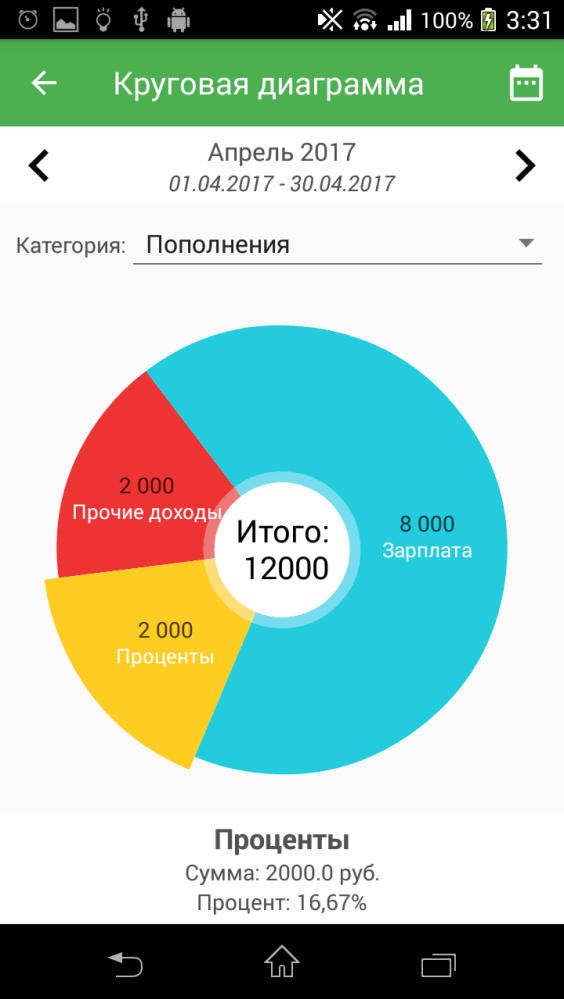 100% 3:31
Круговая диаграмма
Апрель 2017
01.04.2017 - 30.04.2017
Категория: Пополнения
2 000
Прочие доходы
8 000
Зарплата
Итого:
12000
2 000
Проценты
Проценты
Сумма: 2000.0 руб.
Процент: 16,67%